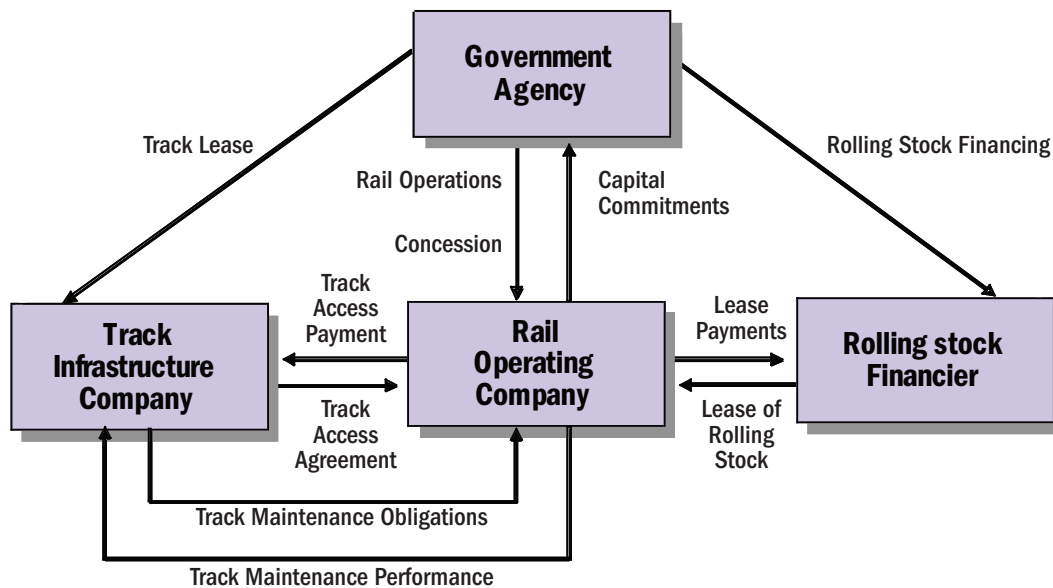 Government
Agency
Track Lease
Rolling Stock Financing
Rail Operations
Capital
Commitments
Concession
Track
Access
Payment
Lease
Payments
Track
Infrastructure
Company
Rail
Operating
Company
Rolling stock
Financier
Track
Access
Agreement
Lease of
Rolling
Stock
Track Maintenance Obligations
Track Maintenance Performance